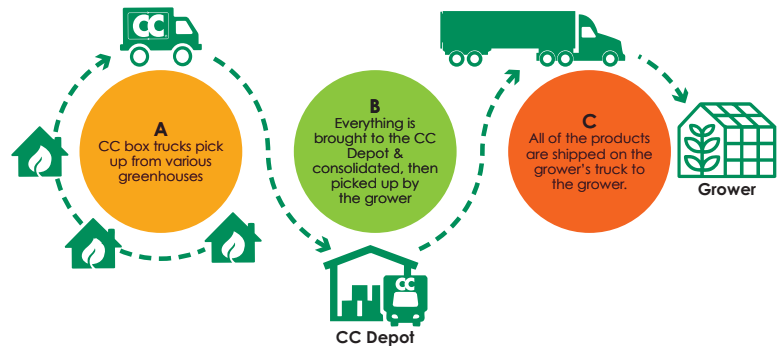 CC
A
CC box trucks pick
up from various
greenhouses
B
Everything is
brought to the CC
Depot &
consolidated, then
picked up by
the grower
C
All of the products
are shipped on the
grower's truck to
the grower.
Grower
CC
CC Depot